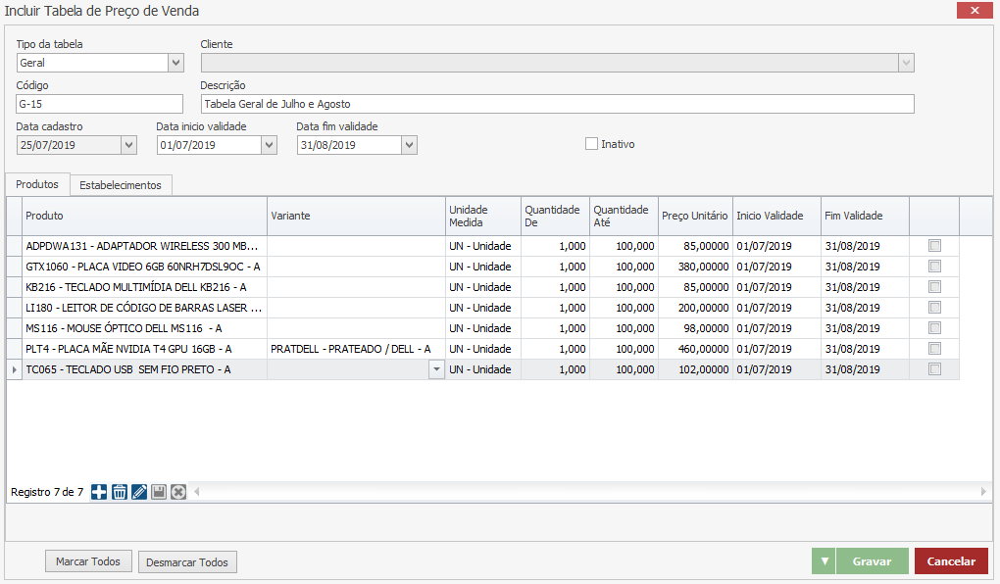 Incluir Tabela de Preço de Venda
Tipo da tabela Cliente
Geral
Código Descrição
G-15 Tabela Geral de Julho e Agosto
Data cadastro Data inicio validade Data fim validade
25/07/2019 01/07/2019 31/08/2019 Inativo
Produtos Estabelecimentos
Produto Variante Unidade Medida Quantidade De Quantidade Até Preço Unitário Inicio Validade Fim Validade
ADPDWA131 - ADAPTADOR WIRELESS 300 MB... UN - Unidade 1,000 100,000 85,00000 01/07/2019 31/08/2019
GTX1060 - PLACA VIDEO 6GB 60NRH7DSL9OC - A UN - Unidade 1,000 100,000 380,00000 01/07/2019 31/08/2019
KB216 - TECLADO MULTIMÍDIA DELL KB216 - A UN - Unidade 1,000 100,000 85,00000 01/07/2019 31/08/2019
LI180 - LEITOR DE CÓDIGO DE BARRAS LASER ... UN - Unidade 1,000 100,000 200,00000 01/07/2019 31/08/2019
MS116 - MOUSE ÓPTICO DELL MS116 - A UN - Unidade 1,000 100,000 98,00000 01/07/2019 31/08/2019
PLT4 - PLACA MÃE NVIDIA T4 GPU 16GB - A PRATDELL - PRATEADO / DELL - A UN - Unidade 1,000 100,000 460,00000 01/07/2019 31/08/2019
TC065 - TECLADO USB SEM FIO PRETO - A UN - Unidade 1,000 100,000 102,00000 01/07/2019 31/08/2019
Registro 7 de 7
Marcar Todos Desmarcar Todos Gravar Cancelar